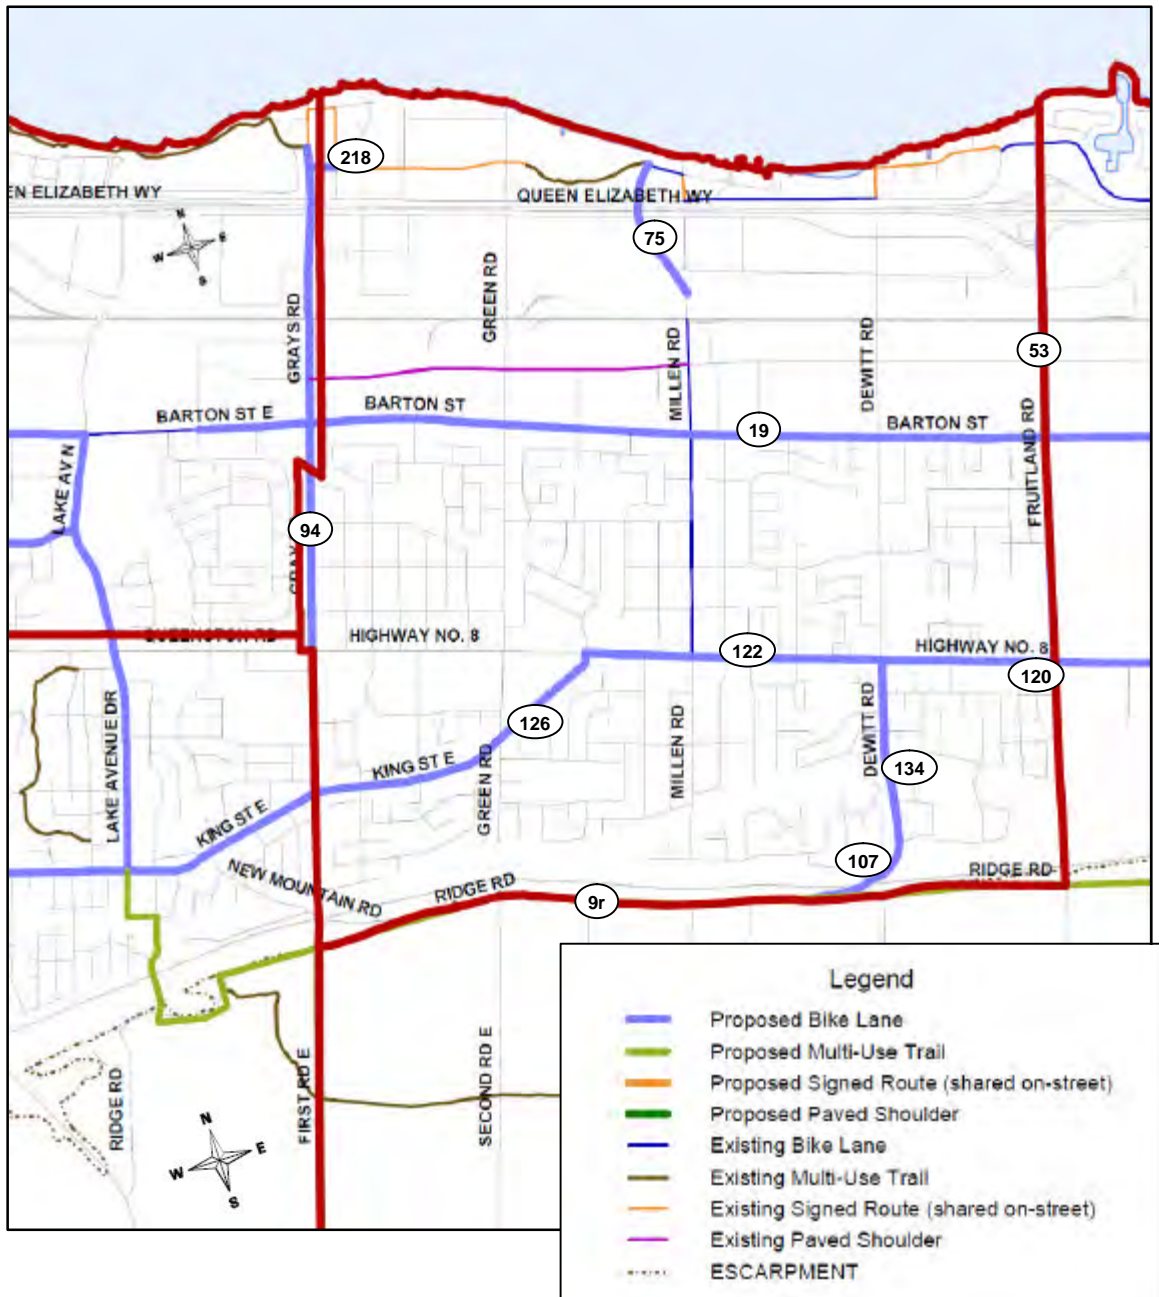 218
EN ELIZABETH WY
QUEEN ELIZABETH WY
N
E
W
S
75
GREEN RD
GRAYS RD
MILLEN RD
DEWITT RD
53
BARTON ST E
BARTON ST
19
BARTON ST
FRUITLAND RD
LAKE AV N
94
HIGHWAY NO. 8
122
HIGHWAY NO. 8
120
LAKE AVENUE DR
126
MILLEN RD
DEWITT RD
134
KING ST E
GREEN RD
KING ST E
107
NEW MOUNTAIN RD
RIDGE RD
9r
RIDGE RD
RIDGE RD
FIRST RD E
SECOND RD E
N
E
W
S
Legend
Proposed Bike Lane
Proposed Multi-Use Trail
Proposed Signed Route (shared on-street)
Proposed Paved Shoulder
Existing Bike Lane
Existing Multi-Use Trail
Existing Signed Route (shared on-street)
Existing Paved Shoulder
ESCARPMENT